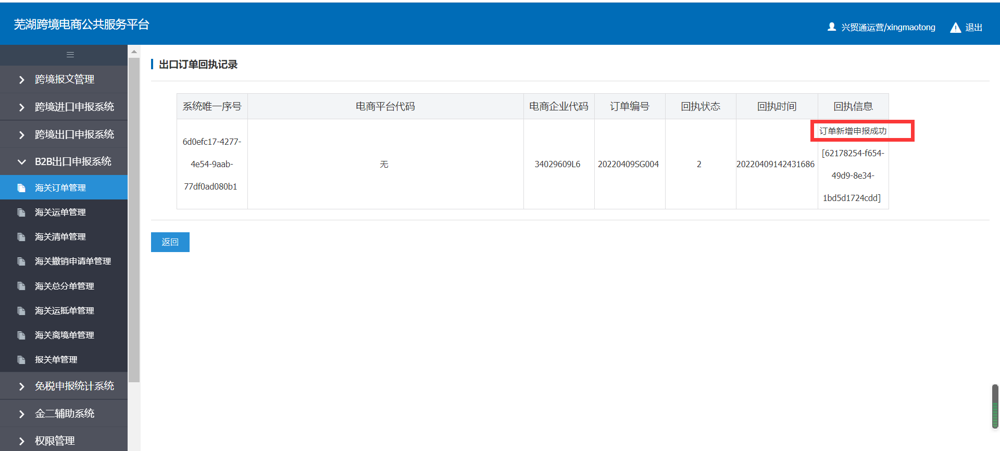 芜湖跨境电商公共服务平台
兴贸通运营/xingmaotong
退出
跨境报文管理
跨境进口申报系统
跨境出口申报系统
B2B出口申报系统
海关订单管理
海关运单管理
海关清单管理
海关撤销申请单管理
海关总分单管理
海关运抵单管理
海关离境单管理
报关单管理
免税申报统计系统
金二辅助系统
权限管理
出口订单回执记录
系统唯一序号 电商平台代码 电商企业代码 订单编号 回执状态 回执时间 回执信息
6d0efc17-4277-
4e54-9aab-
77df0ad080b1
无
34029609L6
20220409SG004
2
20220409142431686
订单新增申报成功
[62178254-f654-
49d9-8e34-
1bd5d1724cdd]
返回